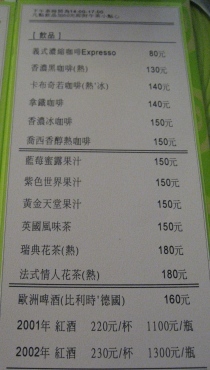 [飲品]
義式濃縮咖啡Expresso 80元
香濃黑咖啡(熱) 130元
卡布奇若咖啡(熱'冰) 140元
拿鐵咖啡 140元
香濃冰咖啡 150元
喬西香醇熱咖啡 150元
藍莓蜜露果汁 150元
紫色世界果汁 150元
黃金天堂果汁 150元
英國風味茶 150元
瑞典花茶(熱) 180元
法式情人花茶(熱) 180元
歐洲啤酒(比利時'德國) 160元
2001年 紅酒 220元/杯 1100元/瓶
2002年 紅酒 230元/杯 1300元/瓶